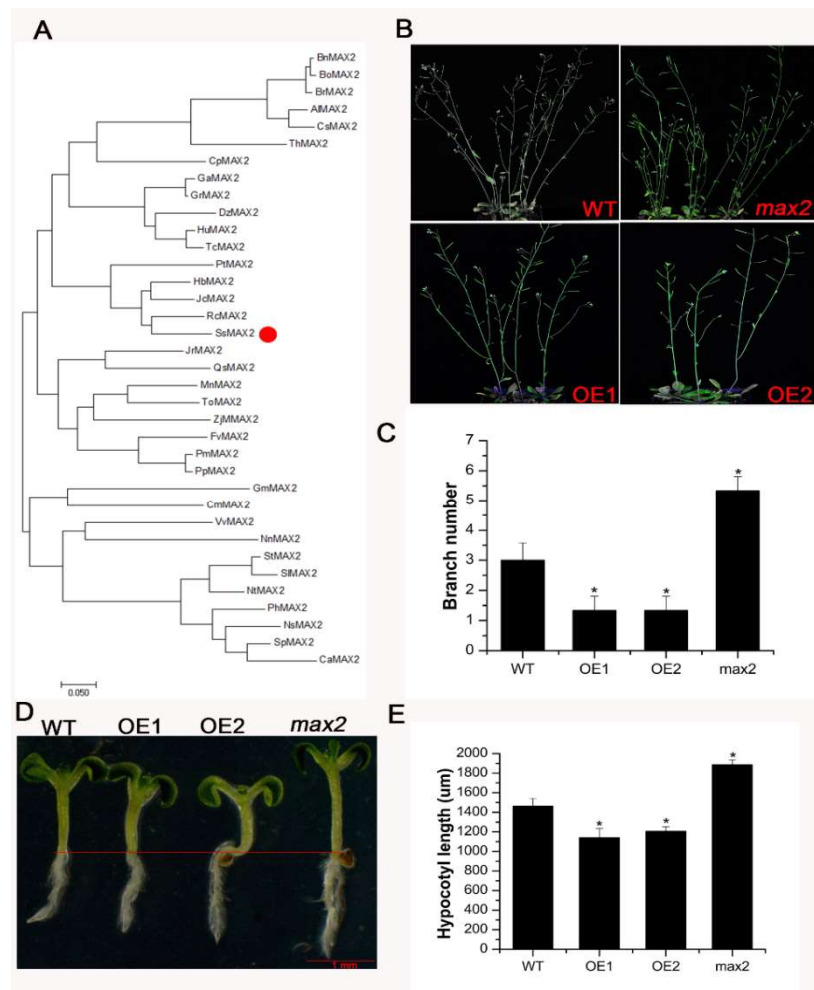 A
BnMAX2
BoMAX2
BrMAX2
AlMAX2
CsMAX2
ThMAX2
CpMAX2
GaMAX2
GrMAX2
DzMAX2
HuMAX2
TcMAX2
PtMAX2
HbMAX2
JcMAX2
RcMAX2
SsMAX2
JrMAX2
QsMAX2
MnMAX2
ToMAX2
ZjMMAX2
FvMAX2
PmMAX2
PpMAX2
GmMAX2
CmMAX2
VvMAX2
NnMAX2
StMAX2
SlMAX2
NtMAX2
PhMAX2
NsMAX2
SpMAX2
CaMAX2
0.050
B
WT
max2
OE1
OE2
C
Branch number
7
6
5
4
3
2
1
0
* * *
WT OE1 OE2 max2
D
WT OE1 OE2 max2
1 mm
E
Hypocotyl length (um)
2000
1800
1600
1400
1200
1000
800
600
400
200
0
* * *
WT OE1 OE2 max2